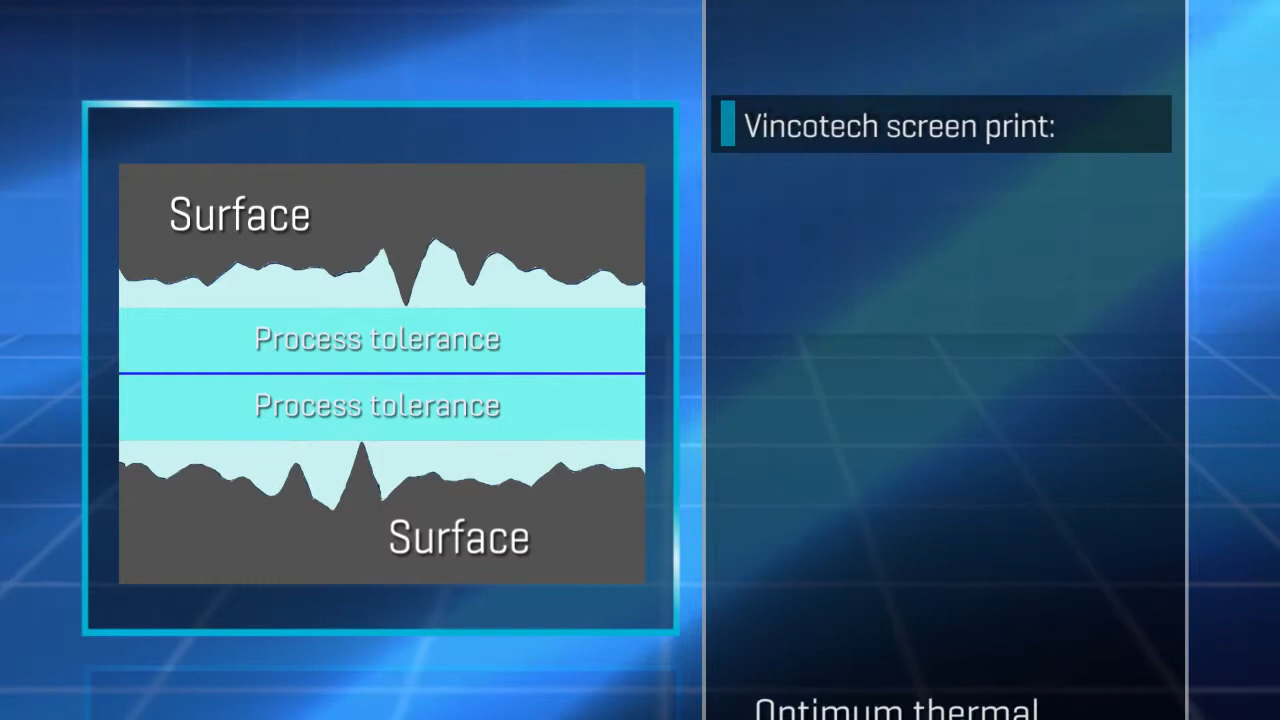 Surface
Process tolerance
Process tolerance
Surface
Vincotech screen print:
Optimum thermal